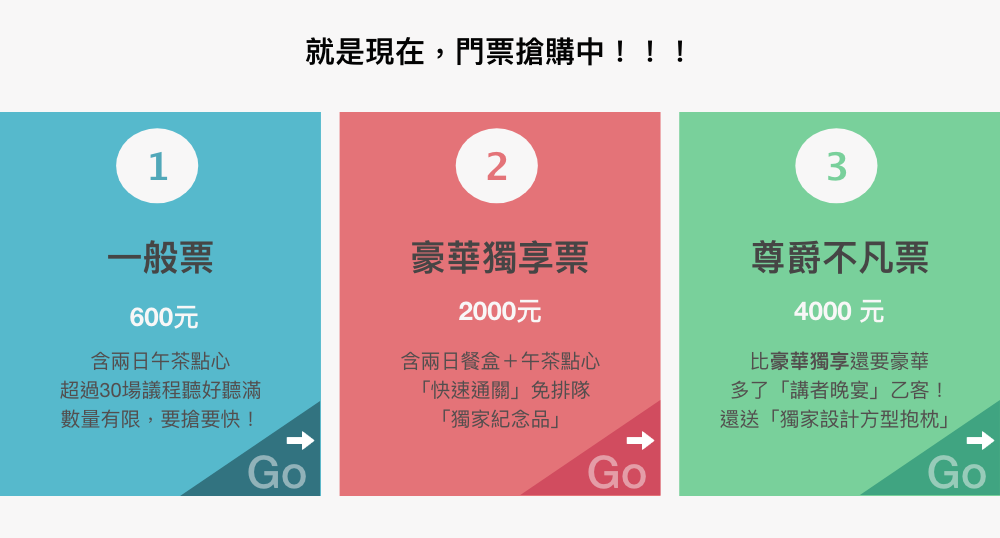 就是現在，門票搶購中！！！
1
一般票
600元
含兩日午茶點心
超過30場議程聽好聽滿
數量有限，要搶要快！
Go
2
豪華獨享票
2000元
含兩日餐盒＋午茶點心
「快速通關」免排隊
「獨家紀念品」
Go
3
尊爵不凡票
4000 元
比豪華獨享還要豪華
多了「講者晚宴」乙客！
還送「獨家設計方型抱枕」
Go